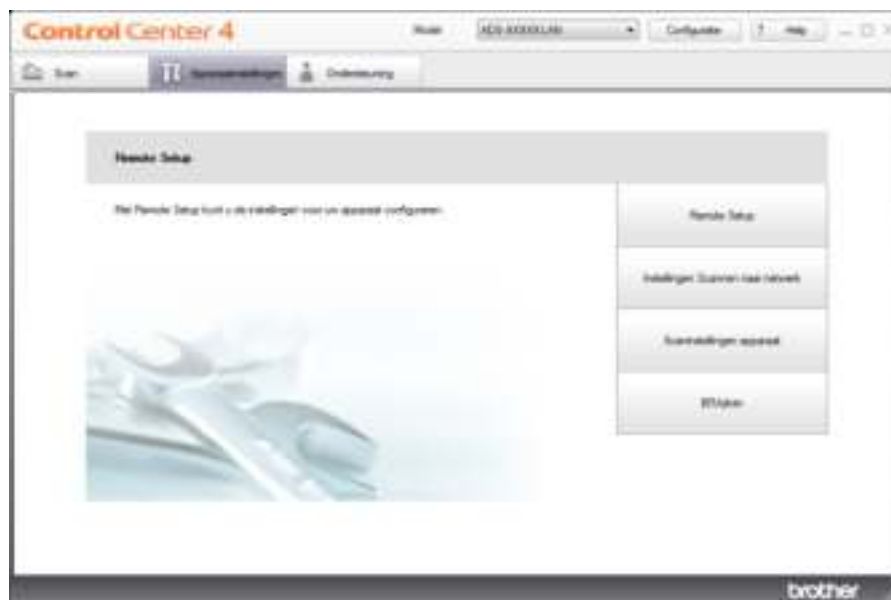 Control Center 4
Model
Configuratie
? Help
Scan
Apparaatinstellingen
Ondersteuning
Remote Setup
Met Remote Setup kunt u de instellingen voor uw apparaat configureren.
Remote Setup
Instellingen Scannen naar netwerk
Scaninstellingen apparaat
brother